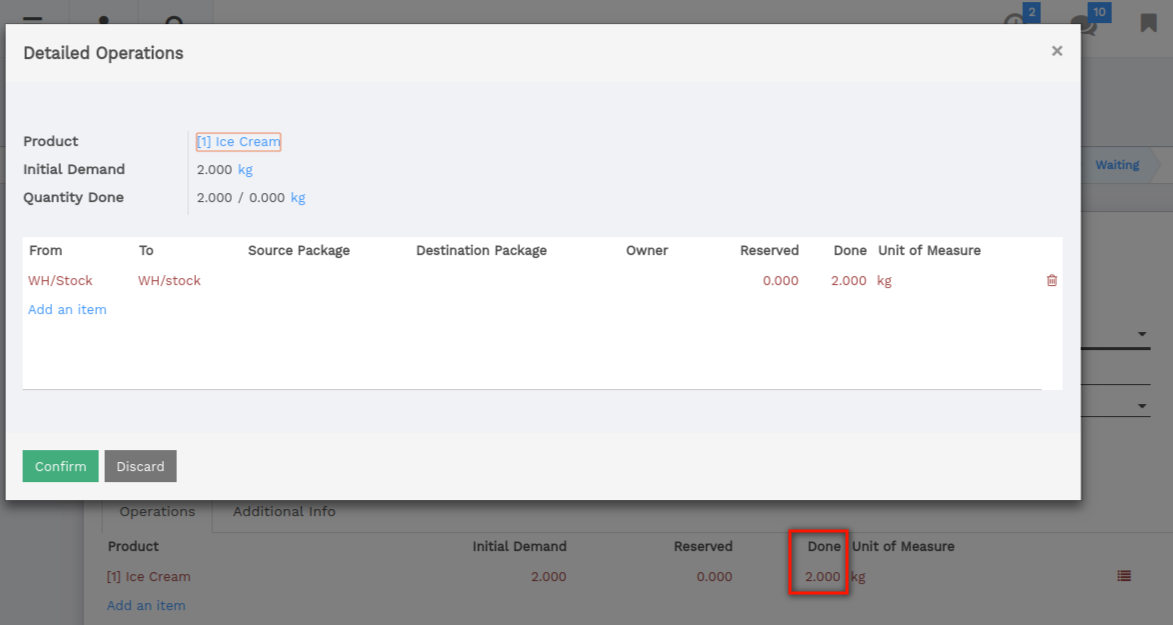 2
10
Detailed Operations
×
Product [1] Ice Cream
Initial Demand 2.000 kg
Quantity Done 2.000 / 0.000 kg
Waiting
From To Source Package Destination Package Owner Reserved Done Unit of Measure
WH/Stock WH/stock 0.000 2.000 kg
Add an item
Confirm Discard
Operations Additional Info
Product Initial Demand Reserved Done Unit of Measure
[1] Ice Cream 2.000 0.000 2.000 kg
Add an item